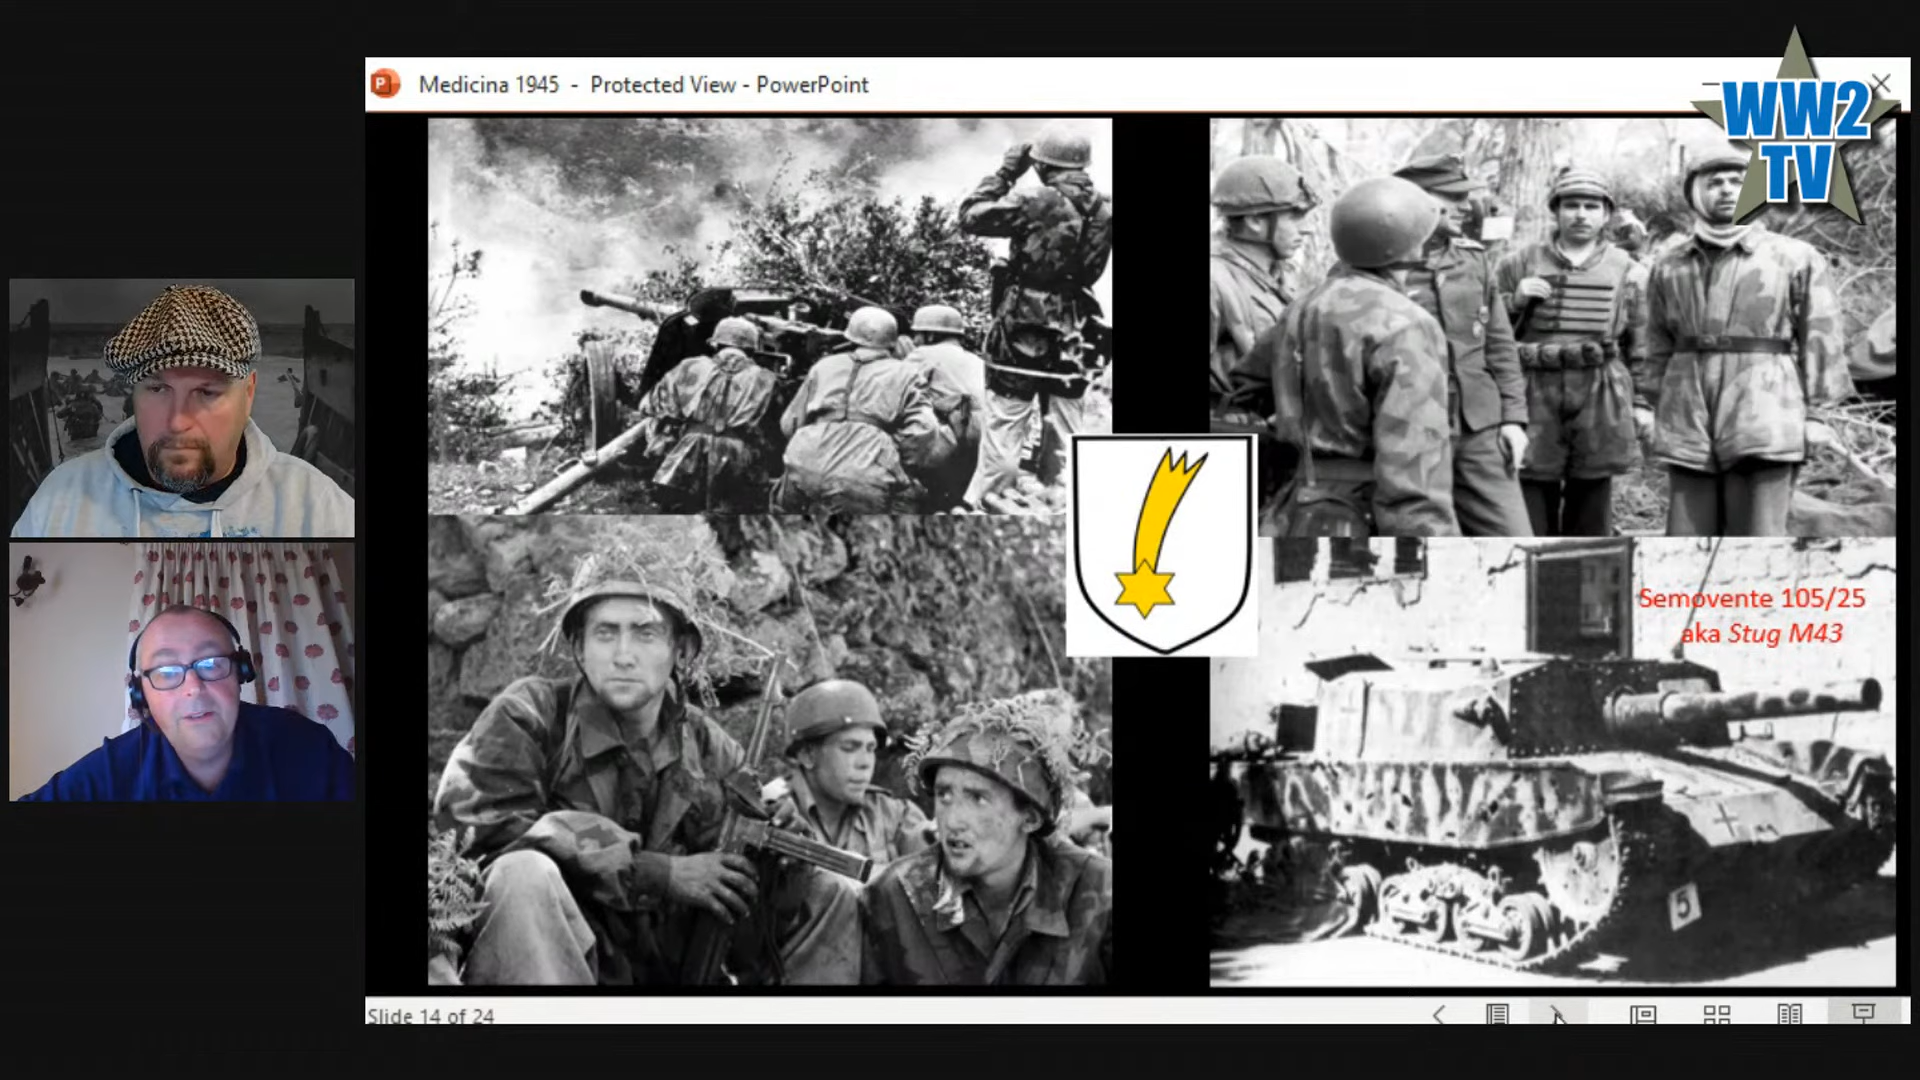 Medicina 1945 - Protected View - PowerPoint
WW2
TV
Semovente 105/25
aka Stug M43
5
Slide 14 of 24